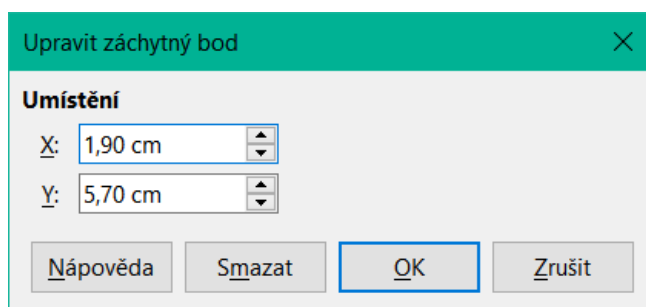 Upravit záchytný bod
Umístění
X: 1,90 cm
Y: 5,70 cm
Nápověda Smazat OK Zrušit